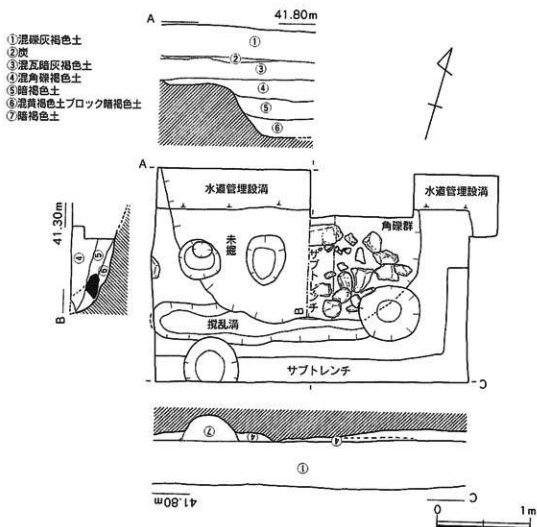 ①混礫灰褐色土
②炭
③混瓦暗灰褐色土
④混角礫褐色土
⑤暗褐色土
⑥混黄褐色土ブロック暗褐色土
⑦暗褐色土
A
41.80m
①
②
③
④
⑤
⑥
A
水道管埋設溝
水道管埋設溝
角礫群
未掘
サブトレンチ
B
撹乱溝
サブトレンチ
C
41.30m
④
⑤
⑥
B
⑦
④
④
①
41.80m
C
0
1m